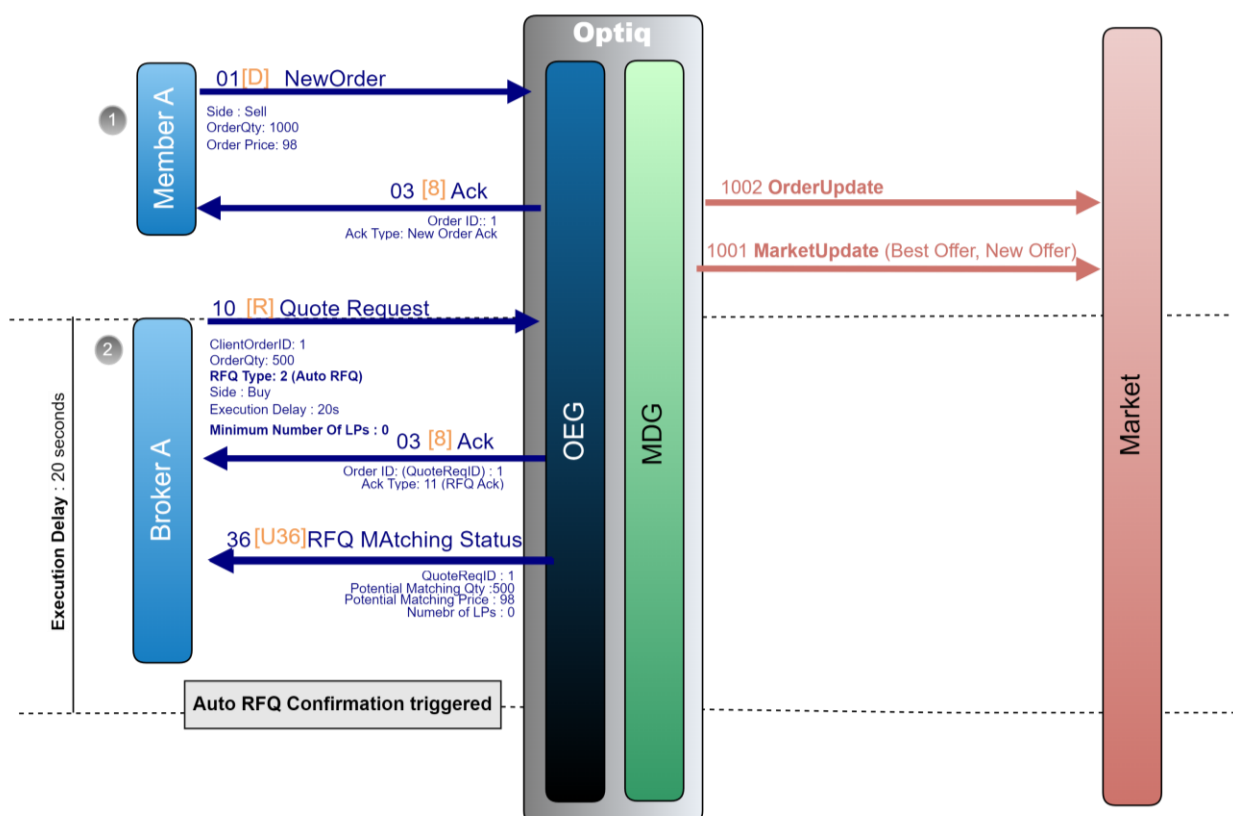 Optiq
Member A
1
01[D] NewOrder
Side : Sell
OrderQty: 1000
Order Price: 98
03 [8] Ack
Order ID:: 1
Ack Type: New Order Ack
1002 OrderUpdate
1001 MarketUpdate (Best Offer, New Offer)
OEG
MDG
Market
Execution Delay : 20 seconds
2
Broker A
10 [R] Quote Request
ClientOrderID: 1
OrderQty: 500
RFQ Type: 2 (Auto RFQ)
Side : Buy
Execution Delay : 20s
Minimum Number Of LPs : 0
03 [8] Ack
Order ID: (QuoteReqID) : 1
Ack Type: 11 (RFQ Ack)
36 [U36]RFQ MAtching Status
QuoteReqID : 1
Potential Matching Qty :500
Potential Matching Price : 98
Numebr of LPs : 0
Auto RFQ Confirmation triggered